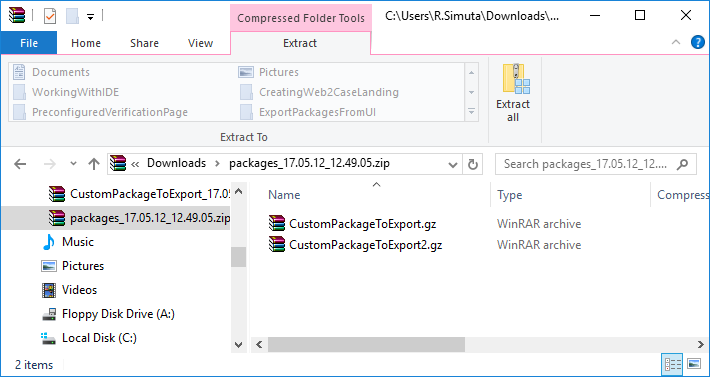 Compressed Folder Tools
C:\Users\R.Simuta\Downloads\...
File
Home
Share
View
Extract
Documents
Pictures
WorkingWithIDE
CreatingWeb2CaseLanding
PreconfiguredVerificationPage
ExportPackagesFromUI
Extract To
Extract
all
« Downloads > packages_17.05.12_12.49.05.zip
Search packages_17.05.12_12....
CustomPackageToExport_17.05
packages_17.05.12_12.49.05.zip
Music
Pictures
Videos
Floppy Disk Drive (A:)
Local Disk (C:)
Name
Type
Compress
CustomPackageToExport.gz
WinRAR archive
CustomPackageToExport2.gz
WinRAR archive
2 items